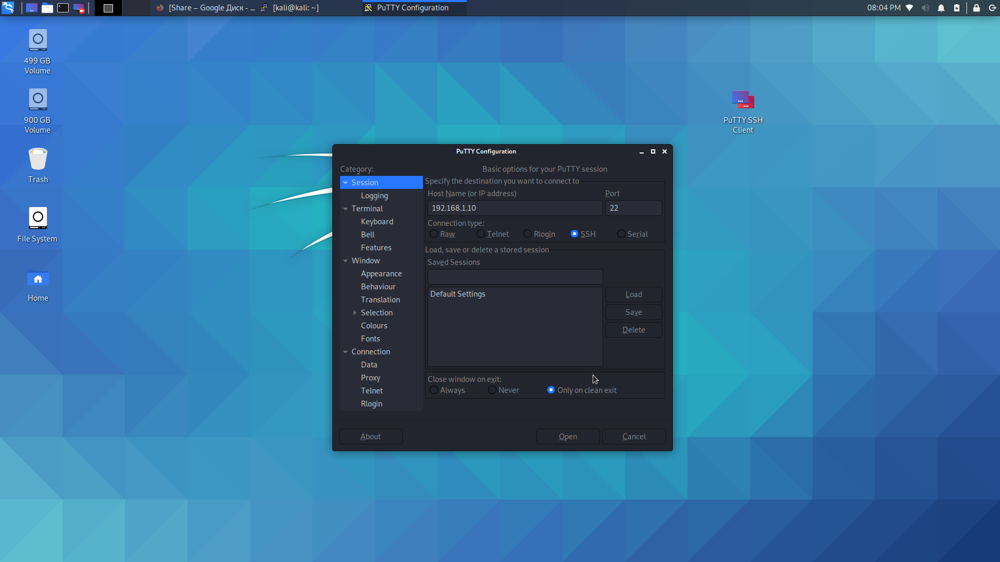 [Share – Google Диск - ...
[kali@kali: ~]
PuTTY Configuration
08:04 PM
499 GB
Volume
900 GB
Volume
Trash
File System
Home
PuTTY SSH
Client
PuTTY Configuration
Category:
Session
Logging
Terminal
Keyboard
Bell
Features
Window
Appearance
Behaviour
Translation
Selection
Colours
Fonts
Connection
Data
Proxy
Telnet
Rlogin
Basic options for your PuTTY session
Specify the destination you want to connect to
Host Name (or IP address) Port
192.168.1.10 22
Connection type:
Raw Telnet Rlogin SSH Serial
Load, save or delete a stored session
Saved Sessions
Default Settings
Load
Save
Delete
Close window on exit:
Always Never Only on clean exit
About Open Cancel